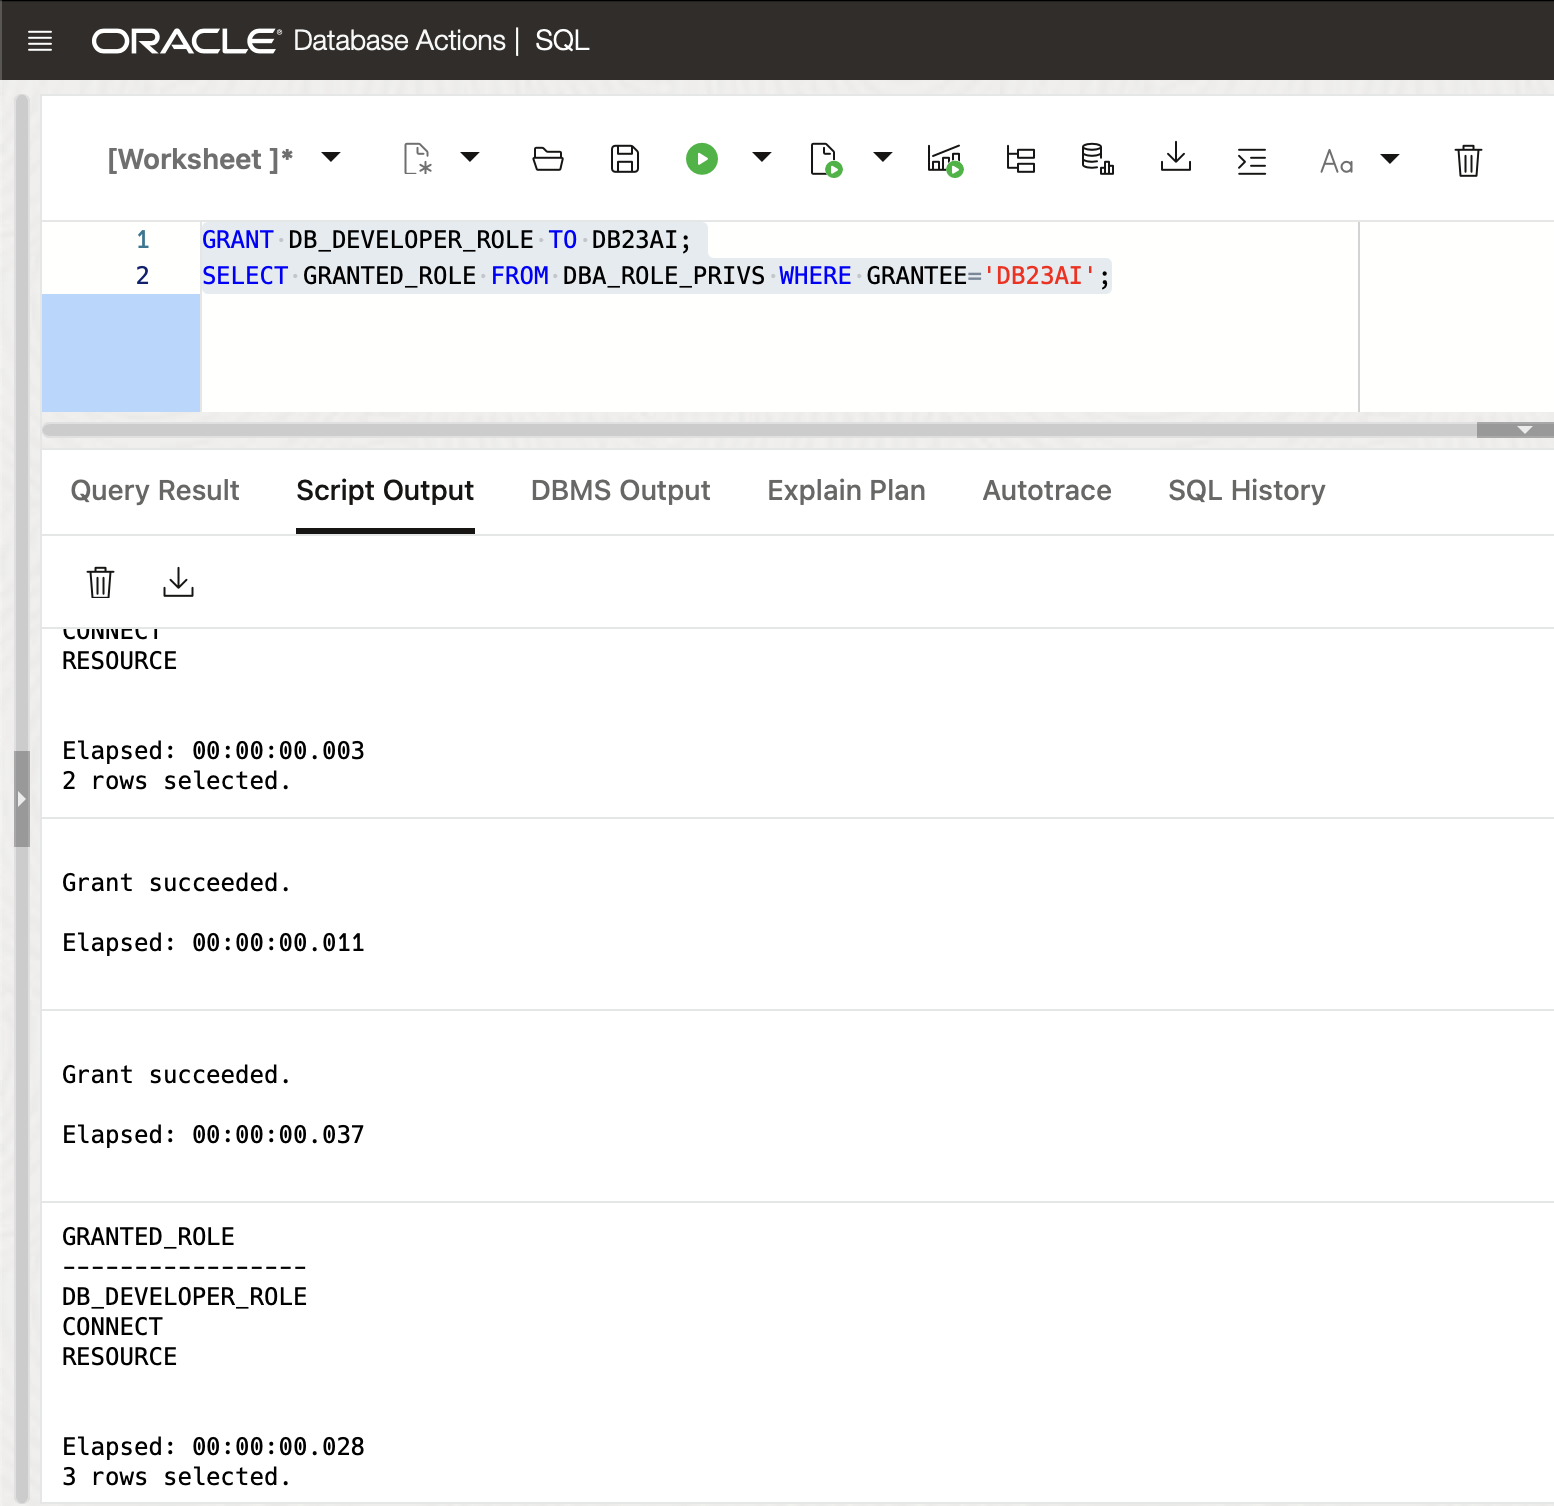 ORACLE Database Actions | SQL
[Worksheet ]*
Aa
1 GRANT DB_DEVELOPER_ROLE TO DB23AI;
2 SELECT GRANTED_ROLE FROM DBA_ROLE_PRIVS WHERE GRANTEE='DB23AI';
Query Result Script Output DBMS Output Explain Plan Autotrace SQL History
CONNECT
RESOURCE
Elapsed: 00:00:00.003
2 rows selected.
Grant succeeded.
Elapsed: 00:00:00.011
Grant succeeded.
Elapsed: 00:00:00.037
GRANTED_ROLE
-----------------
DB_DEVELOPER_ROLE
CONNECT
RESOURCE
Elapsed: 00:00:00.028
3 rows selected.